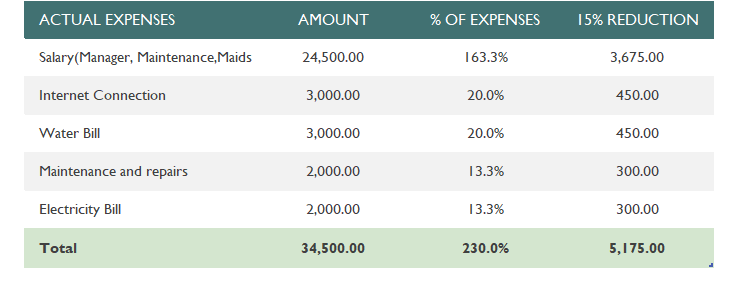 ACTUAL EXPENSES AMOUNT % OF EXPENSES 15% REDUCTION
Salary(Manager, Maintenance,Maids 24,500.00 163.3% 3,675.00
Internet Connection 3,000.00 20.0% 450.00
Water Bill 3,000.00 20.0% 450.00
Maintenance and repairs 2,000.00 13.3% 300.00
Electricity Bill 2,000.00 13.3% 300.00
Total 34,500.00 230.0% 5,175.00